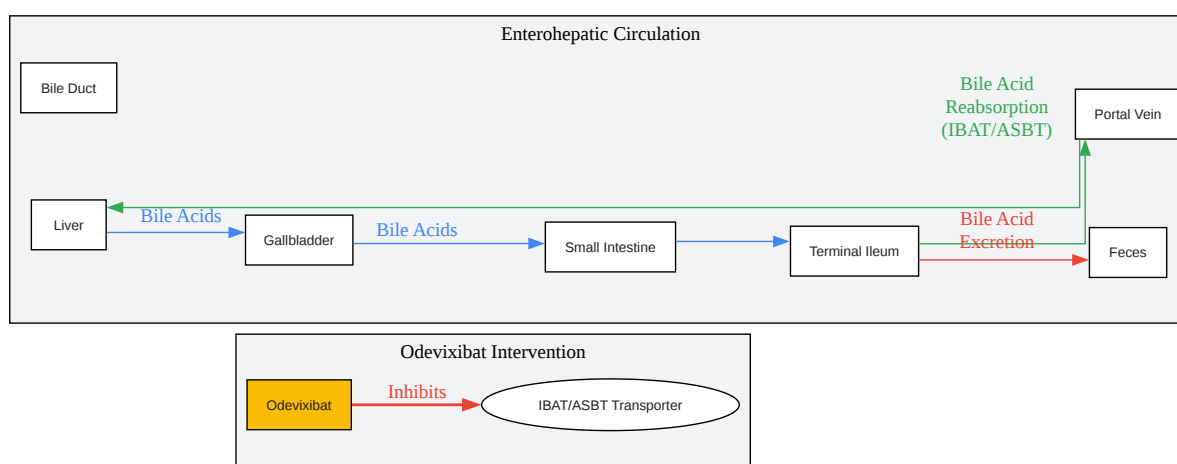 Enterohepatic Circulation
Bile Duct
Bile Acid
Reabsorption
(IBAT/ASBT)
Portal Vein
Liver
Bile Acids
Gallbladder
Bile Acids
Small Intestine
Terminal Ileum
Bile Acid
Excretion
Feces
Odevixibat Intervention
Odevixibat
Inhibits
IBAT/ASBT Transporter